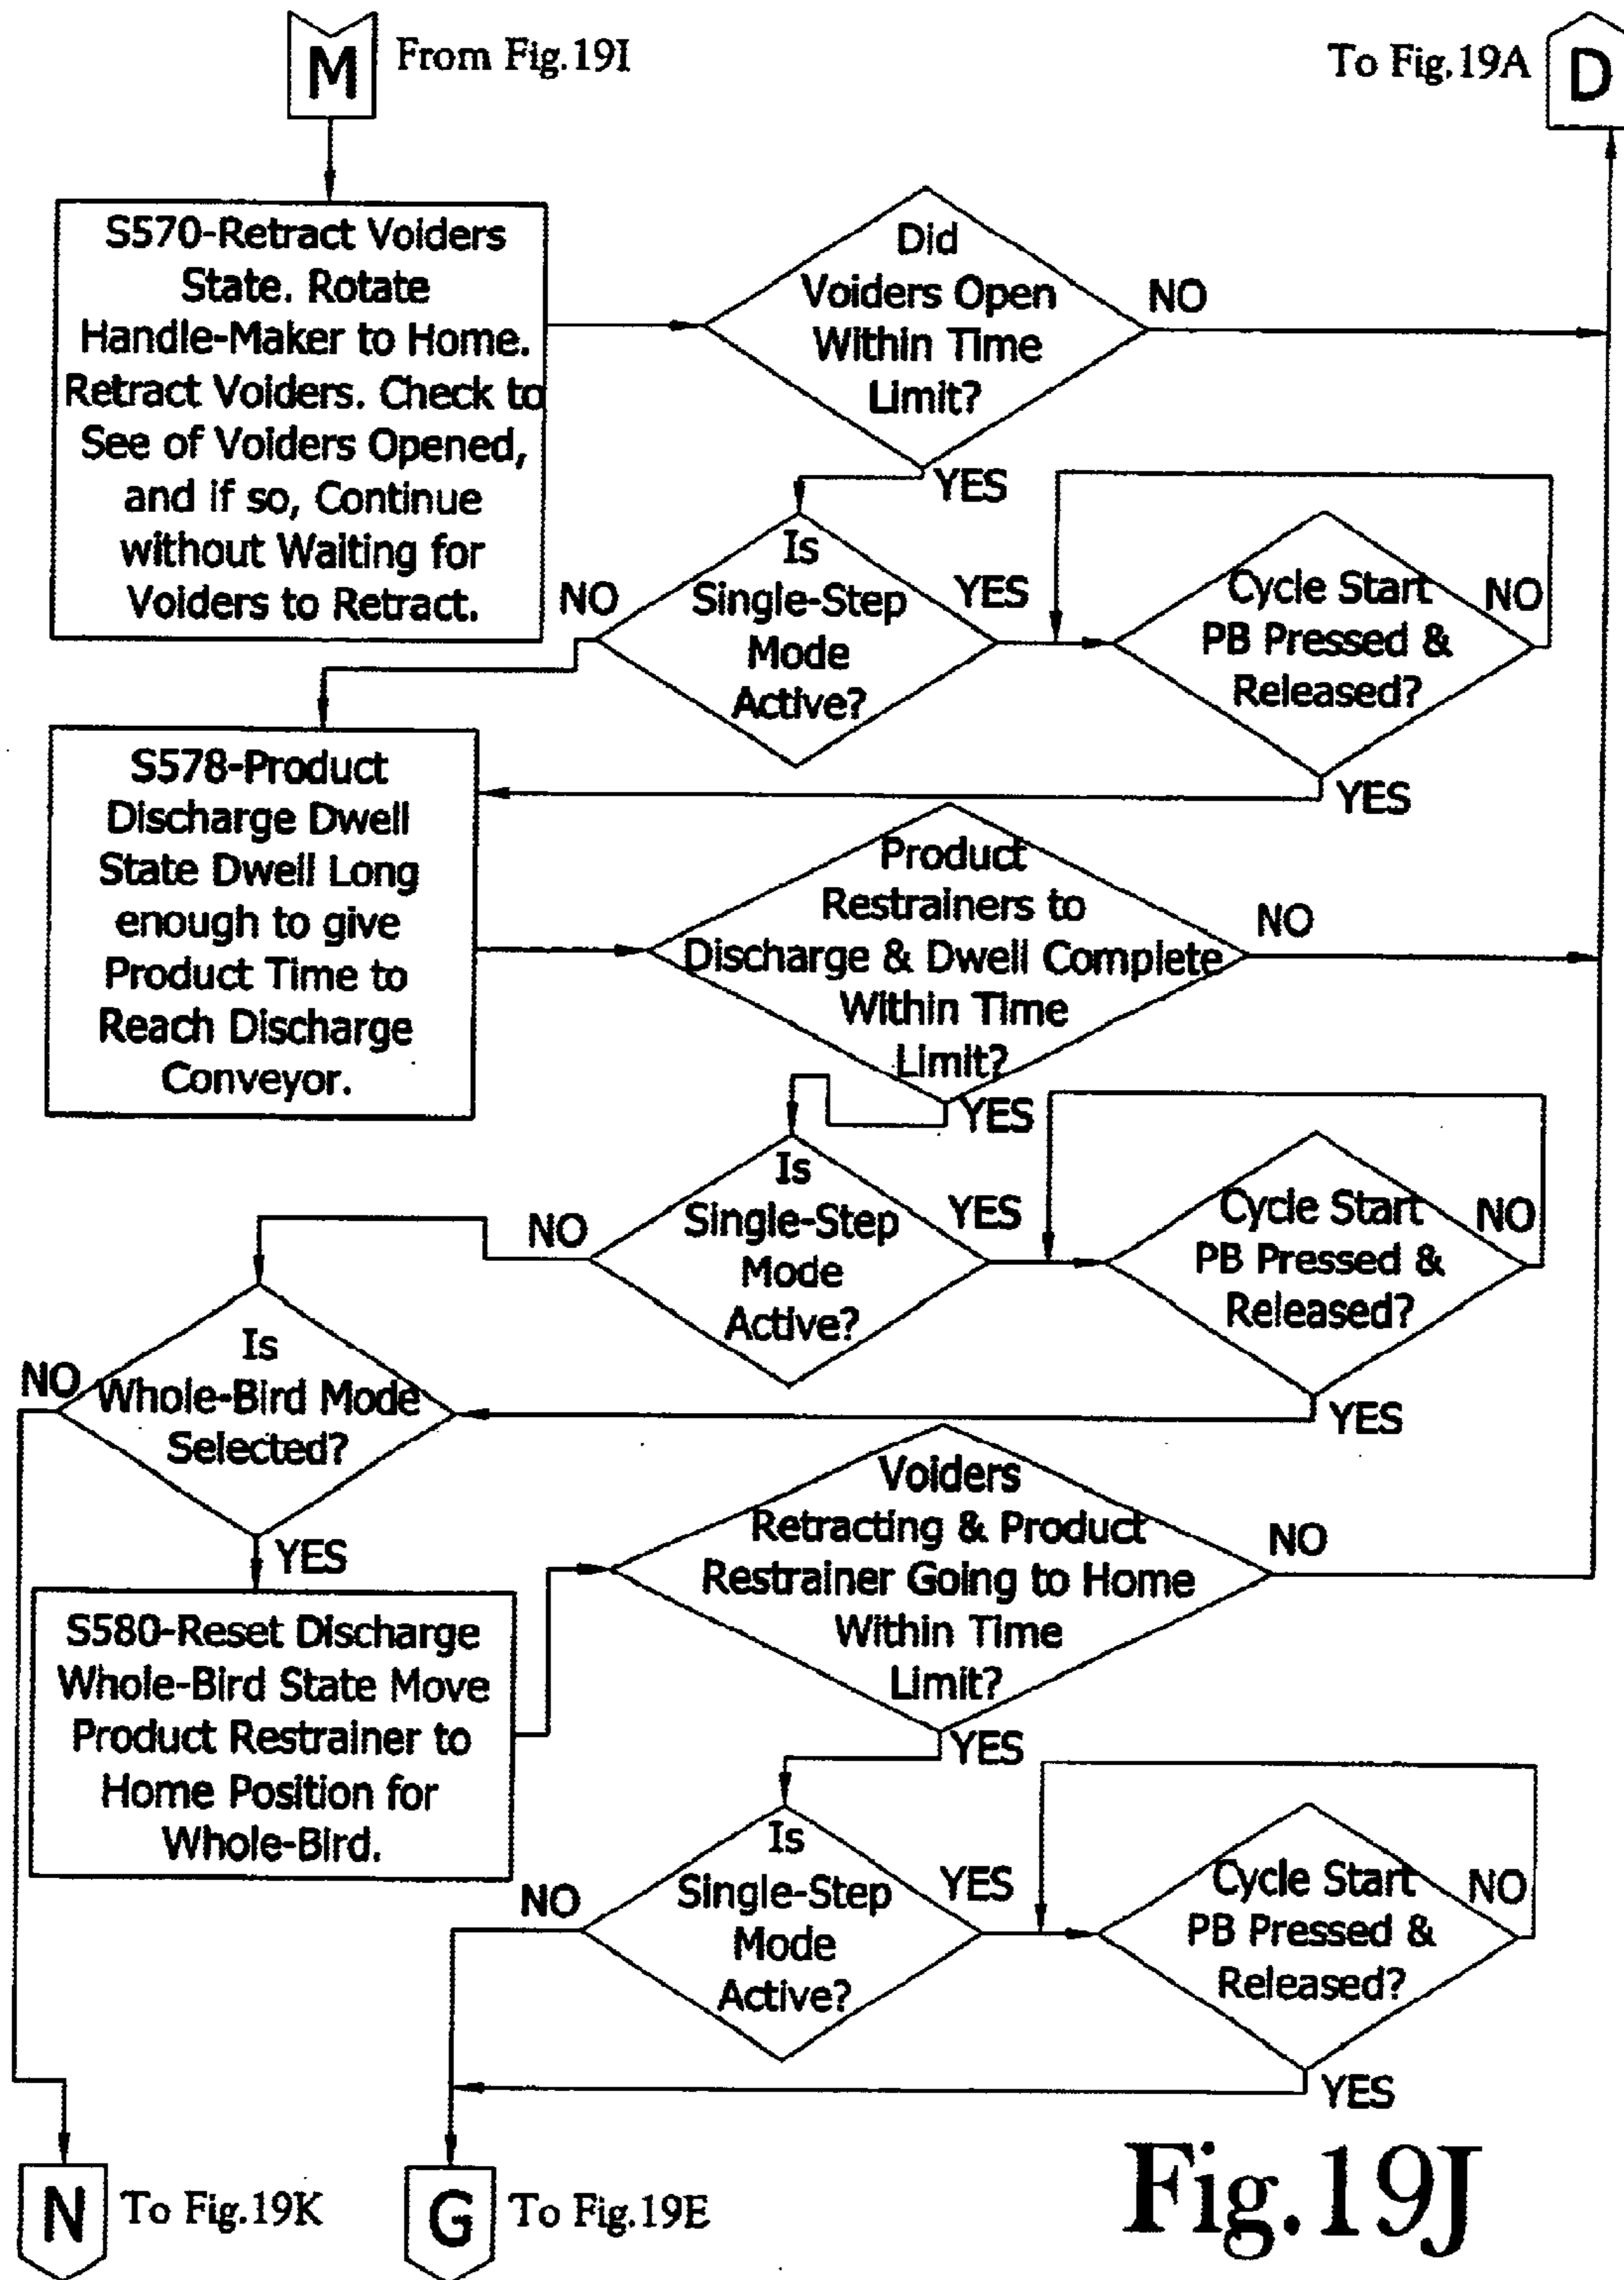 M From Fig.19I
To Fig.19A D
S570-Retract Voiders
State. Rotate
Handle-Maker to Home.
Retract Voiders. Check to
See of Voiders Opened,
and if so, Continue
without Waiting for
Voiders to Retract.
Did
Voiders Open
Within Time
Limit?
NO
YES
Is
Single-Step
Mode
Active?
NO
YES
Cycle Start
PB Pressed &
Released?
NO
YES
S578-Product
Discharge Dwell
State Dwell Long
enough to give
Product Time to
Reach Discharge
Conveyor.
Product
Restrainers to
Discharge & Dwell Complete
Within Time
Limit?
NO
YES
Is
Single-Step
Mode
Active?
NO
YES
Cycle Start
PB Pressed &
Released?
NO
YES
Is
Whole-Bird Mode
Selected?
NO
YES
S580-Reset Discharge
Whole-Bird State Move
Product Restrainer to
Home Position for
Whole-Bird.
Voiders
Retracting & Product
Restrainer Going to Home
Within Time
Limit?
NO
YES
Is
Single-Step
Mode
Active?
NO
YES
Cycle Start
PB Pressed &
Released?
NO
YES
N To Fig.19K
G To Fig.19E
Fig.19J